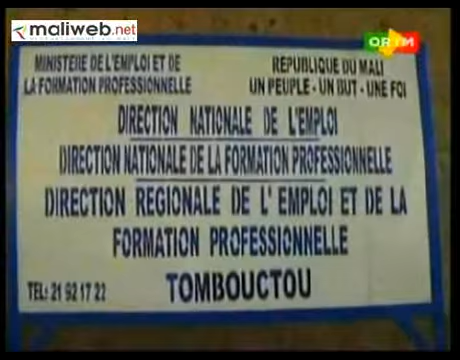 maliweb.net
ORTM
MINISTERE DE L'EMPLOI ET DE
LA FORMATION PROFESSIONNELLE
RÉPUBLIQUE DU MALI
UN PEUPLE - UN BUT - UNE FOI
DIRECTION NATIONALE DE L'EMPLOI
DIRECTION NATIONALE DE LA FORMATION PROFESSIONNELLE
DIRECTION REGIONALE DE L' EMPLOI ET DE LA
FORMATION PROFESSIONNELLE
TEL: 21 92 17 22
TOMBOUCTOU